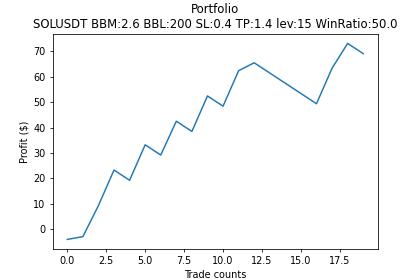 Portfolio
SOLUSDT BBM:2.6 BBL:200 SL:0.4 TP:1.4 lev:15 WinRatio:50.0
70
60
50
40
30
20
10
0
Profit ($)
0.0 2.5 5.0 7.5 10.0 12.5 15.0 17.5
Trade counts